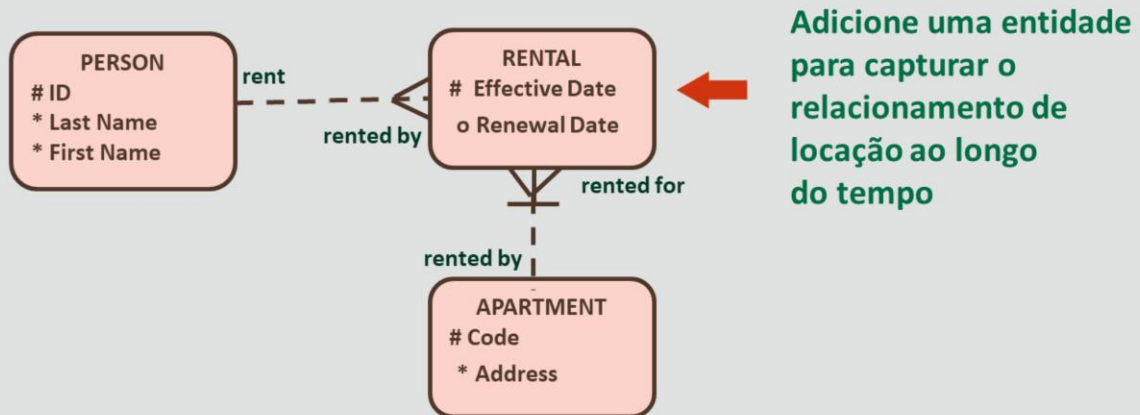 PERSON
# ID
* Last Name
* First Name
rent
rented by
RENTAL
# Effective Date
o Renewal Date
rented for
rented by
APARTMENT
# Code
* Address
Adicione uma entidade
para capturar o
relacionamento de
locação ao longo
do tempo